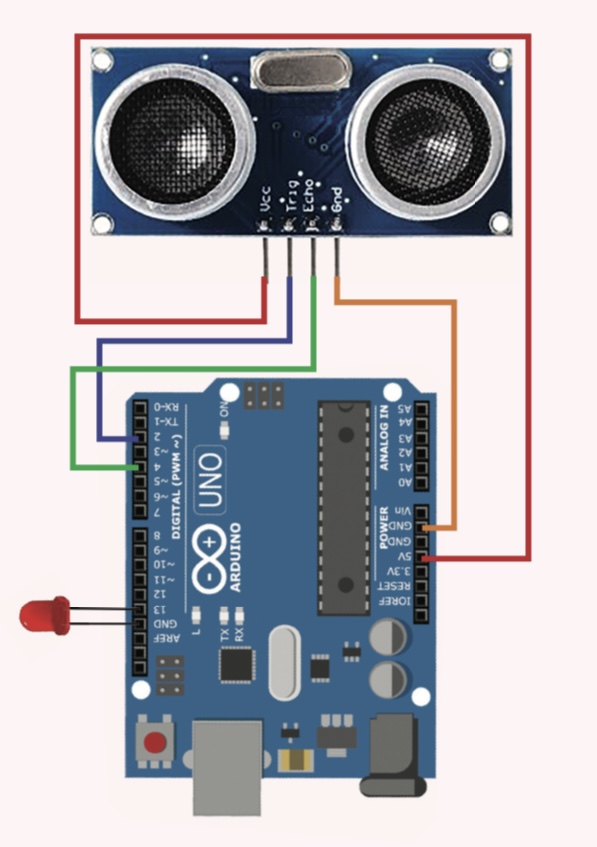 Vcc
Trig
Echo
Gnd
RX-0
TX-1
2
~3
4
~5
~6
7
8
~9
~10
~11
12
13
GND
AREF
DIGITAL (PWM ~)
ON
UNO
ARDUINO
L
TX
RX
ANALOG IN
A5
A4
A3
A2
A1
A0
POWER
Vin
GND
GND
5V
3.3V
RESET
IOREF